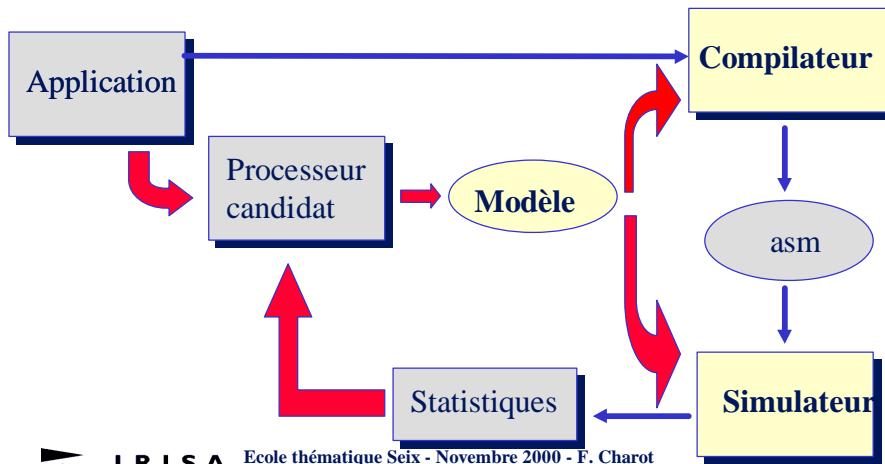 Application
Compilateur
Processeur
candidat
Modèle
asm
Statistiques
Simulateur
IRISA
Ecole thématique Seix - Novembre 2000 - F. Charot